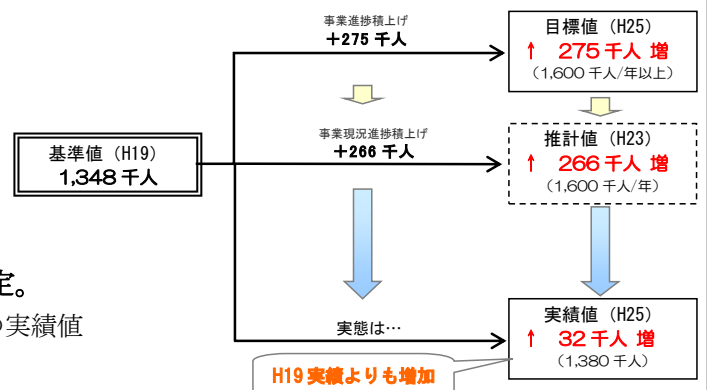 事業進捗積上げ
+275 千人
目標値（H25）
↑ 275 千人 増
（1,600 千人/年以上）
基準値（H19）
1,348 千人
事業現況進捗積上げ
+266 千人
推計値（H23）
↑ 266 千人 増
（1,600 千人/年）
定。
の実績値
実態は…
実績値（H25）
↑ 32 千人 増
（1,380 千人）
H19 実績よりも増加